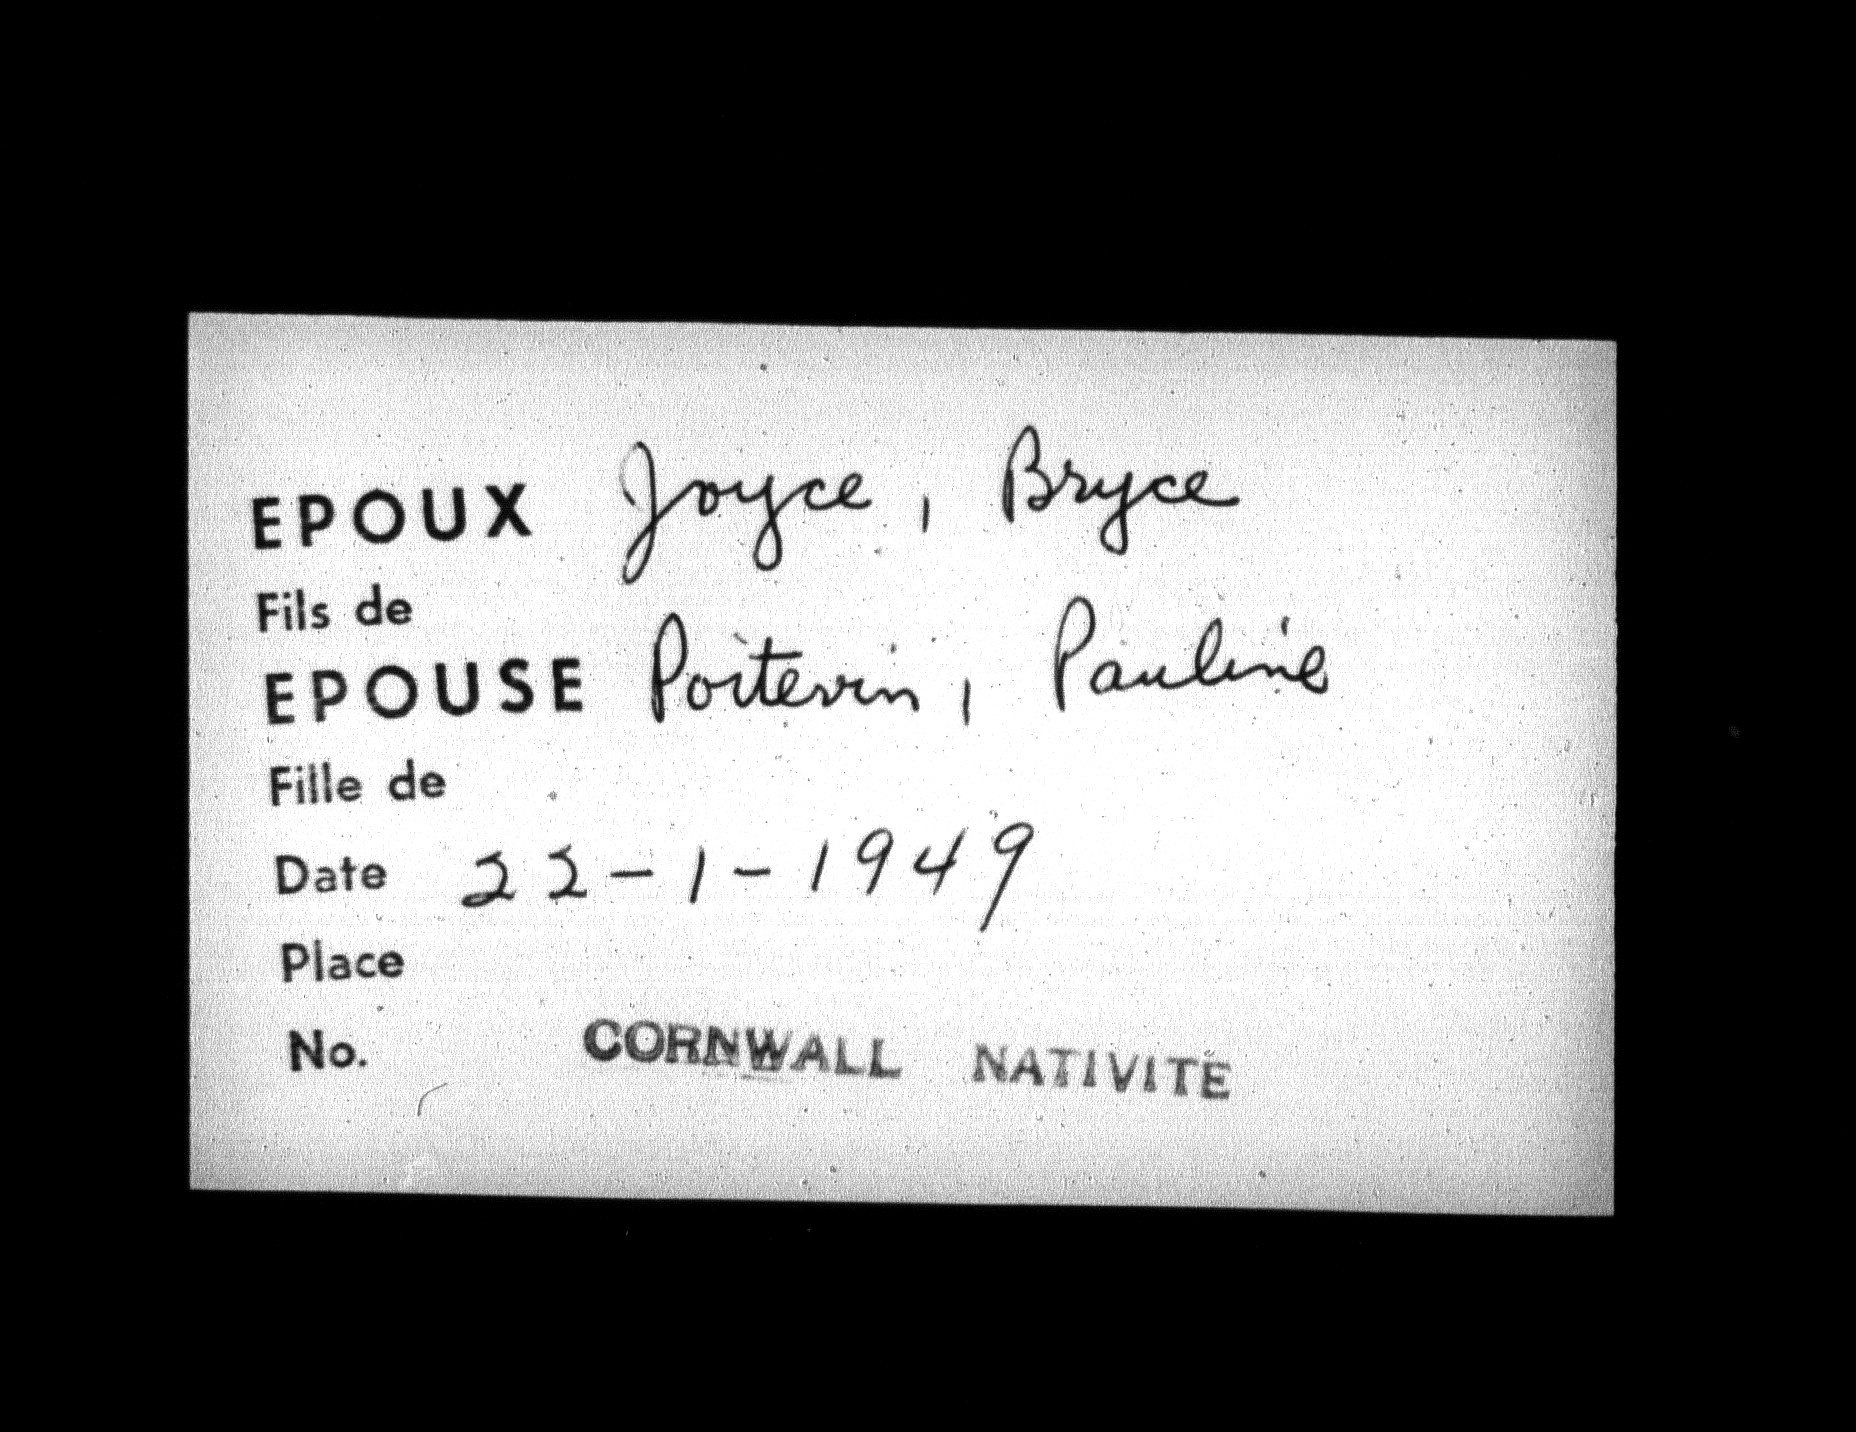 EPOUX Joyce, Bryce
Fils de
EPOUSE Poitevin, Pauline
Fille de
Date 22-1-1949
Place
No.
CORNWALL NATIVITE